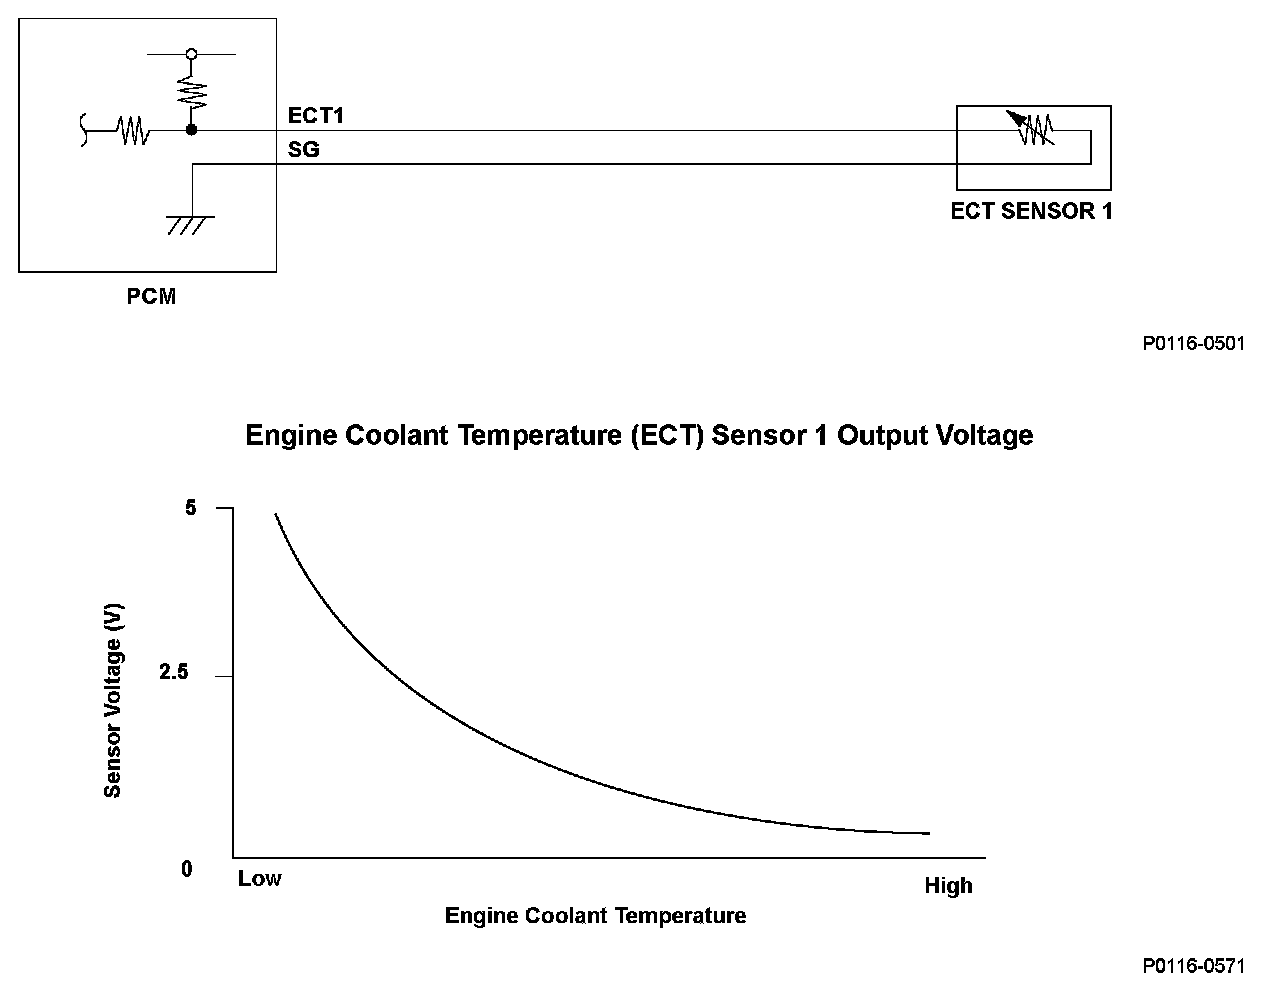 ECT1
SG
ECT SENSOR 1
PCM
P0116-0501
Engine Coolant Temperature (ECT) Sensor 1 Output Voltage
5
2.5
0
Sensor Voltage (V)
Low
High
Engine Coolant Temperature
P0116-0571